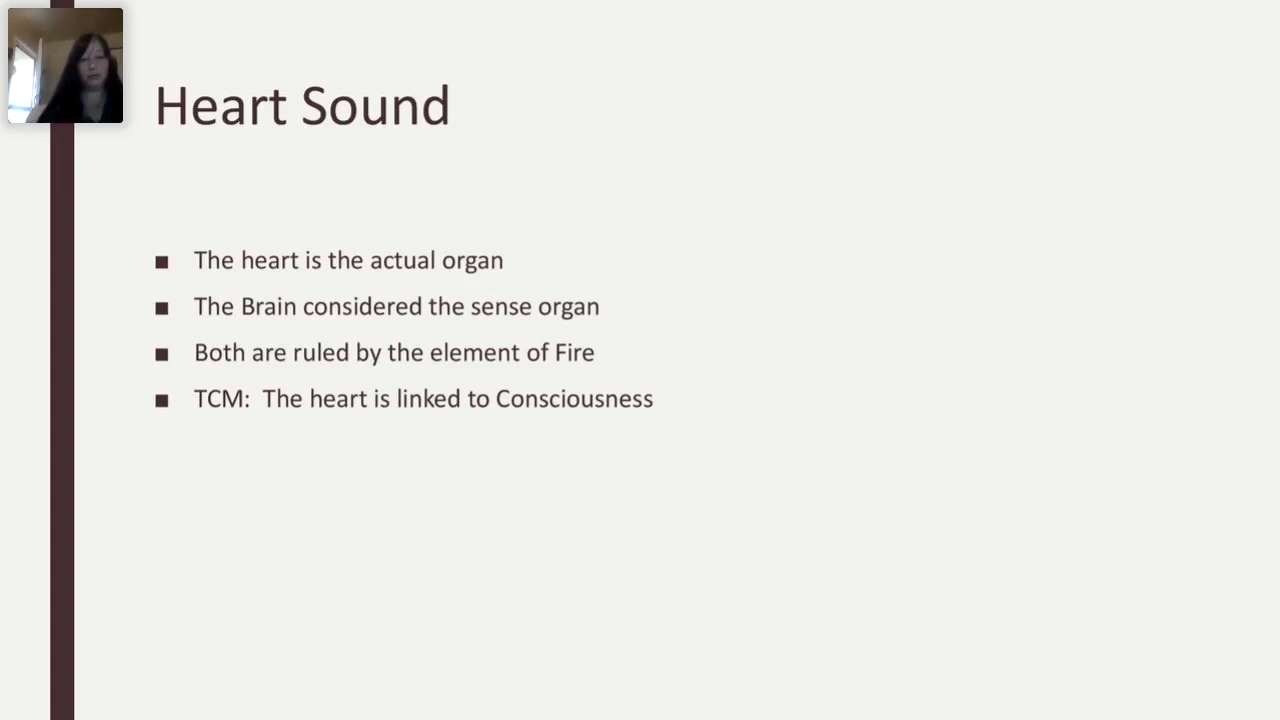 Heart Sound
The heart is the actual organ
The Brain considered the sense organ
Both are ruled by the element of Fire
TCM:  The heart is linked to Consciousness